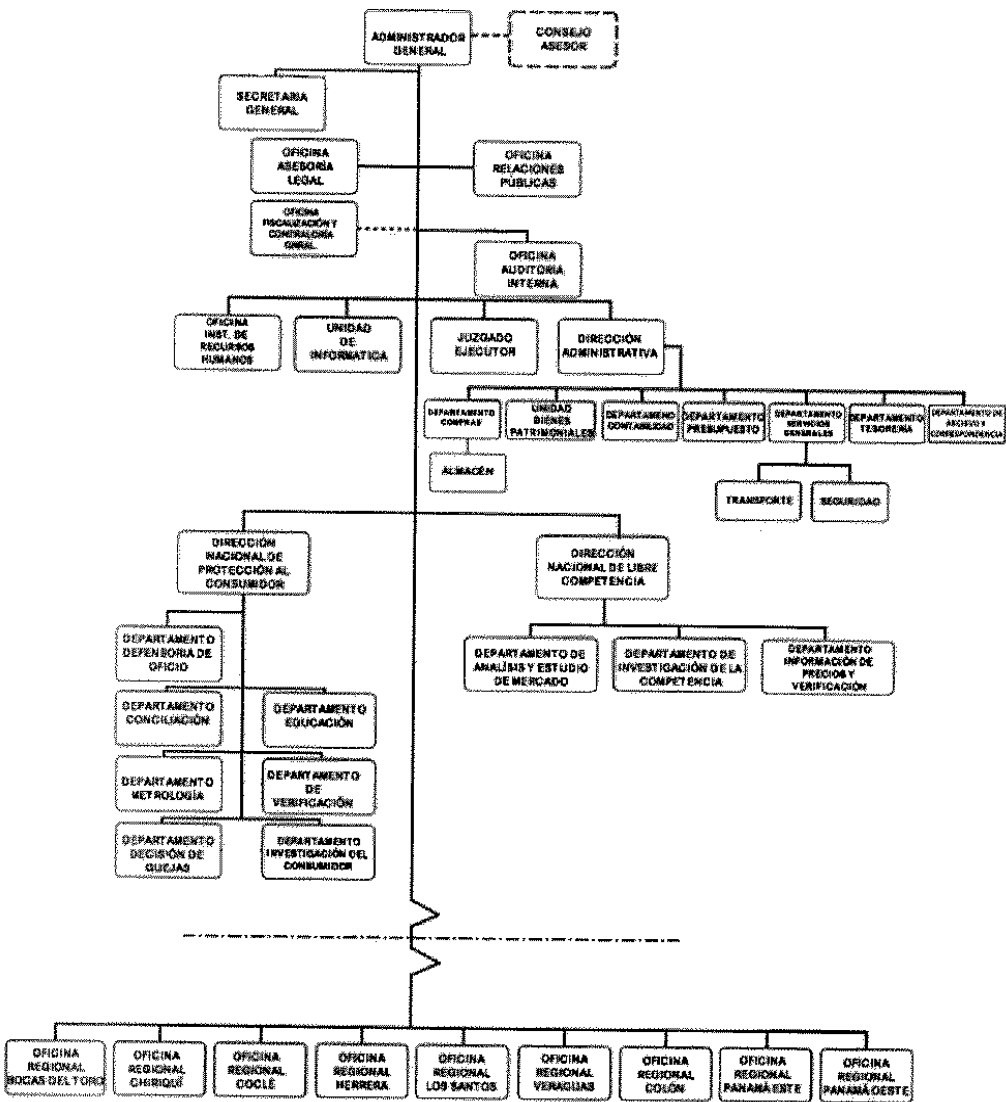 ADMINISTRADOR
GENERAL
CONSEJO
ASESOR
SECRETARIA
GENERAL
OFICINA
ASESORÍA
LEGAL
OFICINA
RELACIONES
PÚBLICAS
OFICINA
FISCALIZACIÓN Y
CONTRALORÍA
GNRAL.
OFICINA
AUDITORIA
INTERNA
OFICINA
INST. DE
RECURSOS
HUMANOS
UNIDAD
DE
INFORMATICA
JUZGADO
EJECUTOR
DIRECCIÓN
ADMINISTRATIVA
DEPARTAMENTO
COMPRAS
UNIDAD
BIENES
PATRIMONIALES
DEPARTAMENO
CONTABILIDAD
DEPARTAMENTO
PRESUPUESTO
DEPARTAMENTO
SERVICIOS
GENERALES
DEPARTAMENTO
TESORERÍA
DEPARTAMENTO DE
ARCHIVO Y
CORRESPONDENCIA
ALMACÉN
TRANSPORTE
SEGURIDAD
DIRECCIÓN
NACIONAL DE
PROTECCIÓN AL
CONSUMIDOR
DIRECCIÓN
NACIONAL DE LIBRE
COMPETENCIA
DEPARTAMENTO
DEFENSORIA DE
OFICIO
DEPARTAMENTO DE
ANALÍSIS Y ESTUDIO
DE MERCADO
DEPARTAMENTO DE
INVESTIGACIÓN DE LA
COMPETENCIA
DEPARTAMENTO
INFORMACIÓN DE
PRECIOS Y
VERIFICACIÓN
DEPARTAMENTO
CONCILIACIÓN
DEPARTAMENTO
EDUCACIÓN
DEPARTAMENTO
METROLOGÍA
DEPARTAMENTO
DE
VERIFICACIÓN
DEPARTAMENTO
DECISIÓN DE
QUEJAS
DEPARTAMENTO
INVESTIGACIÓN DEL
CONSUMIDOR
OFICINA
REGIONAL
BOCAS DEL TORO
OFICINA
REGIONAL
CHIRIQUÍ
OFICINA
REGIONAL
COCLÉ
OFICINA
REGIONAL
HERRERA
OFICINA
REGIONAL
LOS SANTOS
OFICINA
REGIONAL
VERAGUAS
OFICINA
REGIONAL
COLÓN
OFICINA
REGIONAL
PANAMÁ ESTE
OFICINA
REGIONAL
PANAMÁ OESTE